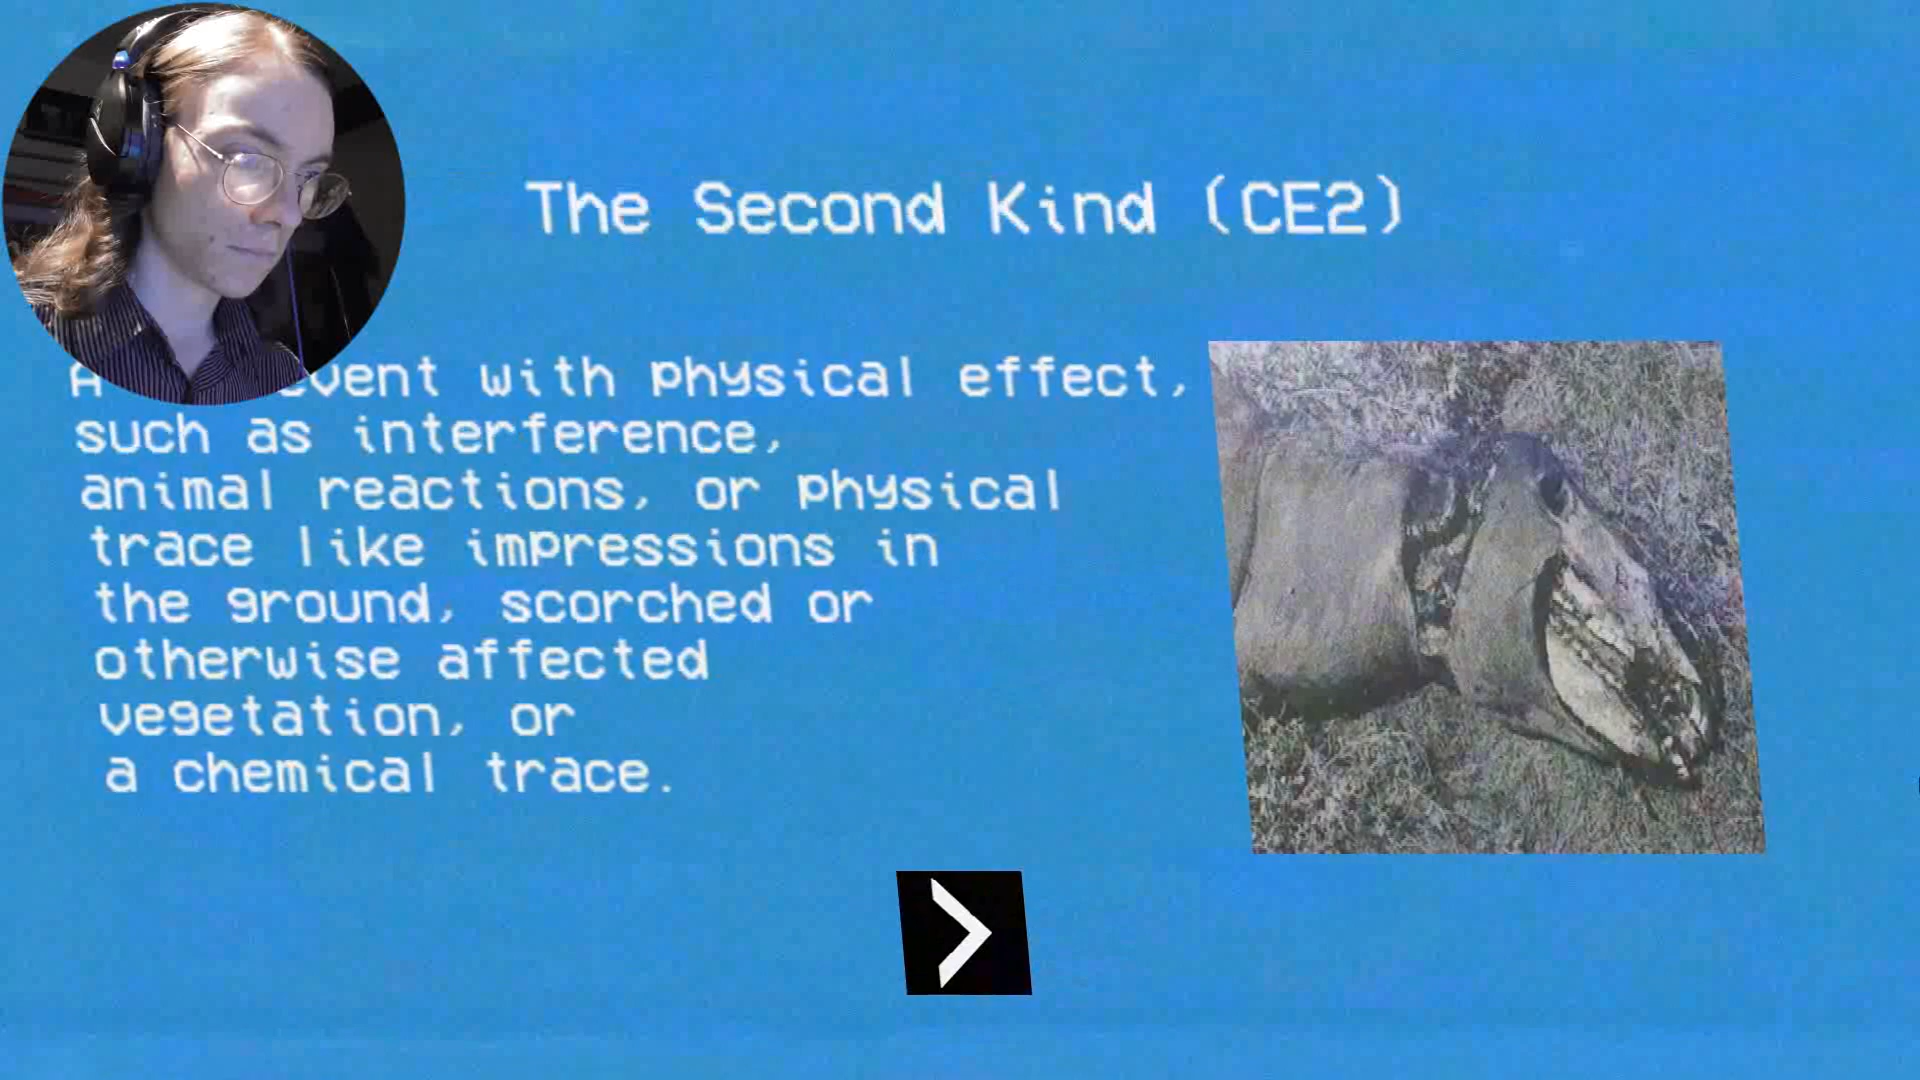 The Second Kind (CE2)
A event with physical effect,
such as interference,
animal reactions, or physical
trace like impressions in
the ground, scorched or
otherwise affected
vegetation, or
a chemical trace.